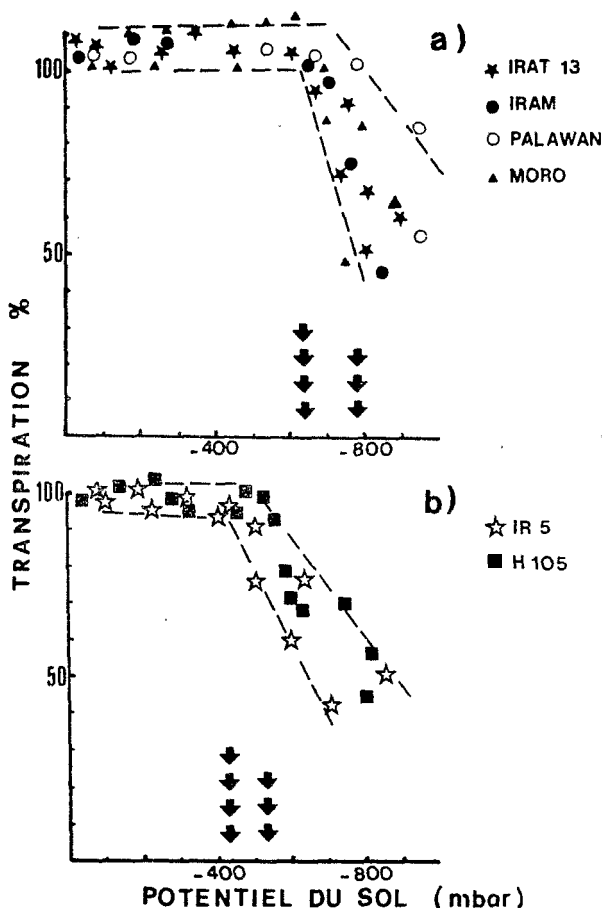 a)
IRAT 13
IRAM
PALAWAN
MORO
100
50
-400
-800
TRANSPIRATION %
b)
IR 5
H 105
100
50
-400
-800
POTENTIEL DU SOL (mbar)